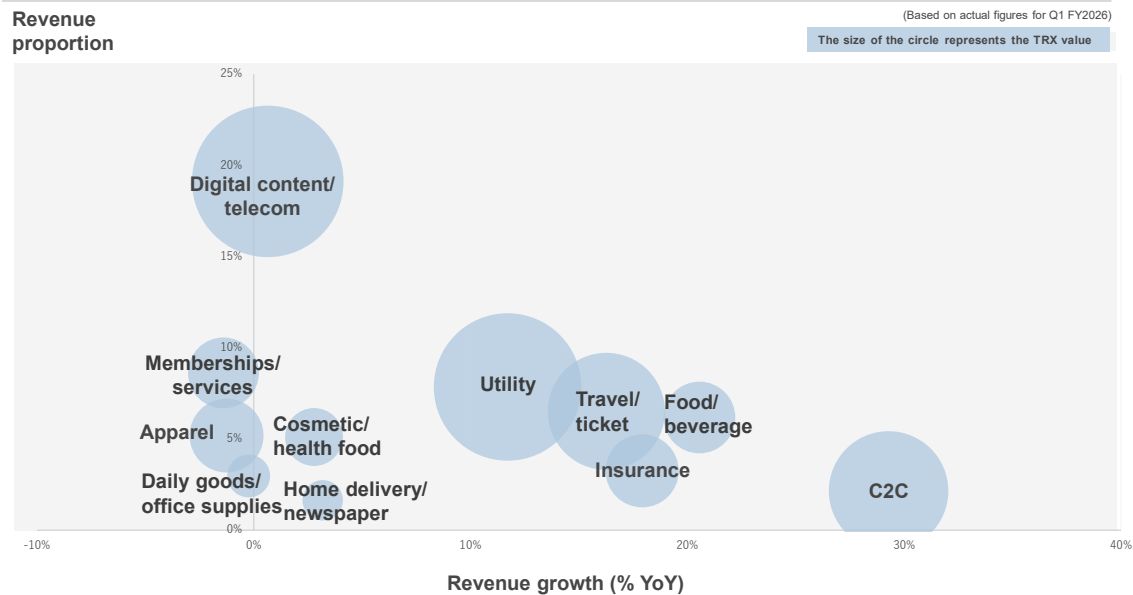 Revenue
proportion
(Based on actual figures for Q1 FY2026)
The size of the circle represents the TRX value
25%
20%
Digital content/
telecom
15%
10%
Memberships/
services
Utility
Travel/
ticket
Food/
beverage
Apparel
5%
Cosmetic/
health food
Insurance
Daily goods/
office supplies
Home delivery/
newspaper
C2C
0%
-10%
0%
10%
20%
30%
40%
Revenue growth (% YoY)